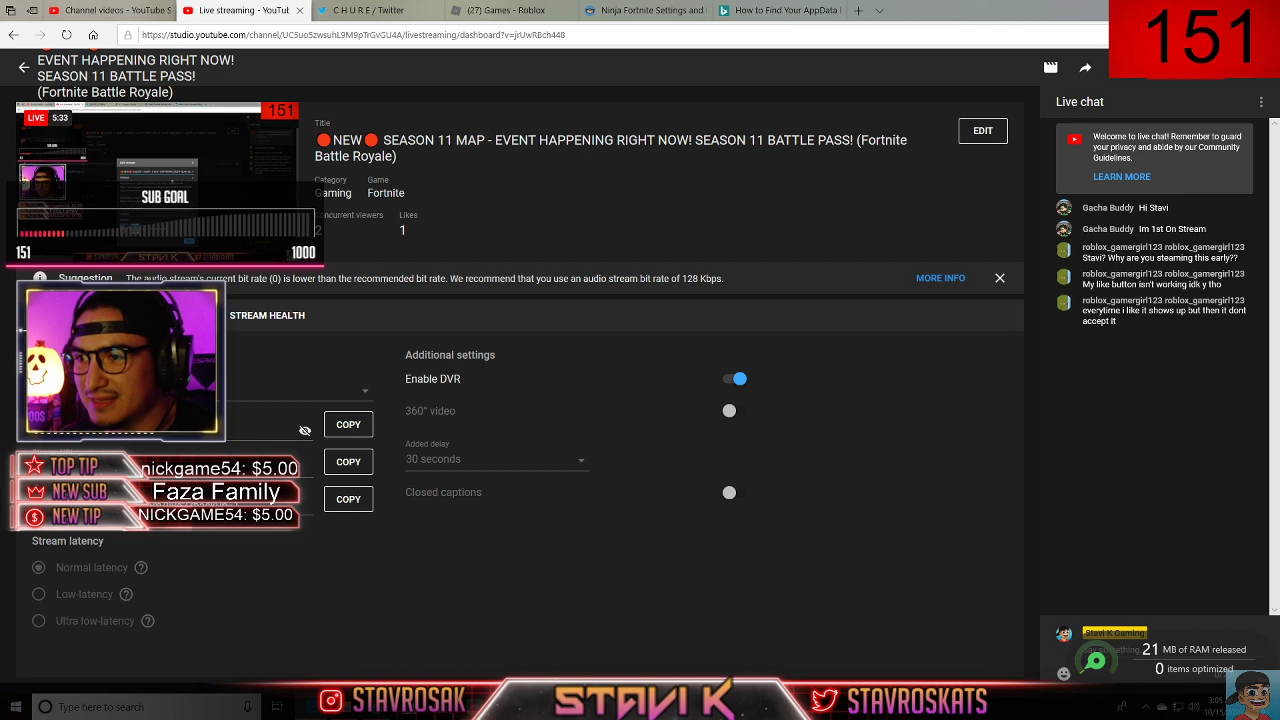 Channel videos - YouTube S
Live streaming - YouTub
C H U R E / Twitter
(27) Games - Roblox
Ninja Fortnite Settings and
How to Find Your AppData
151
https://studio.youtube.com/channel/UC5uo5zwsuhL9M9pTrGvGU4A/livestreaming/dashboard?v=jrUwRBch448
EVENT HAPPENING RIGHT NOW!
SEASON 11 BATTLE PASS!
(Fortnite Battle Royale)
LIVE 5:33
151
SUB GOAL
151 1000
Title
🔴NEW🔴 SEASON 11 MAP - EVENT HAPPENING RIGHT NOW! SEASON 11 BATTLE PASS! (Fortnite
Battle Royale)
EDIT
Category Game
Gaming Fortnite
Concurrent viewers Likes
2 1
Suggestion The audio stream's current bit rate (0) is lower than the recommended bit rate. We recommend that you use an audio stream bit rate of 128 Kbps.
MORE INFO
STREAM HEALTH
COPY
COPY
COPY
TOP TIP nickgame54: $5.00
NEW SUB Faza Family
NEW TIP NICKGAME54: $5.00
Stream latency
Normal latency
Low-latency
Ultra low-latency
Additional settings
Enable DVR
360° video
Added delay
30 seconds
Closed captions
Live chat
Welcome to live chat! Remember to guard
your privacy and abide by our Community
Guidelines.
LEARN MORE
Gacha Buddy Hi Stavi
Gacha Buddy Im 1st On Stream
roblox_gamergirl123 roblox_gamergirl123
Stavi? Why are you steaming this early??
roblox_gamergirl123 roblox_gamergirl123
My like button isn't working idk y tho
roblox_gamergirl123 roblox_gamergirl123
everytime i like it shows up but then it dont
accept it
Stavi K Gaming
Say something
21 MB of RAM released
0 items optimized
Type here to search
STAVROSAK
STAVI K
STAVROSKATS
3:05
10/15/20